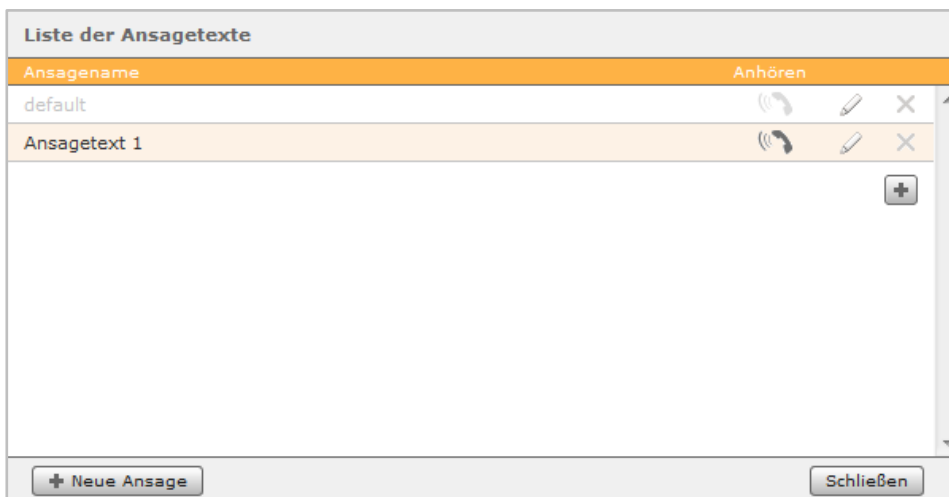 Liste der Ansagetexte
Ansagename Anhören
default
Ansagetext 1
Neue Ansage Schließen